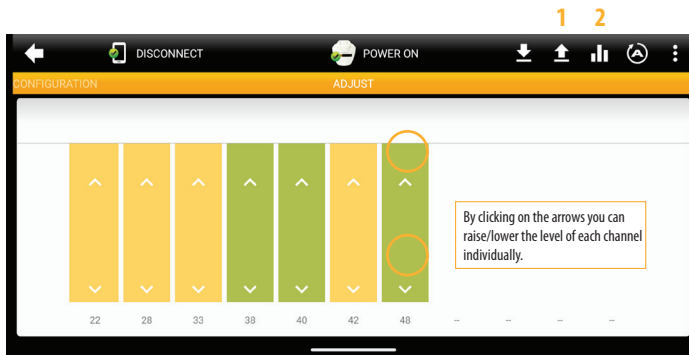 1 2
DISCONNECT POWER ON
CONFIGURATION ADJUST
By clicking on the arrows you can
raise/lower the level of each channel
individually.
22 28 33 38 40 42 48 -- -- -- --